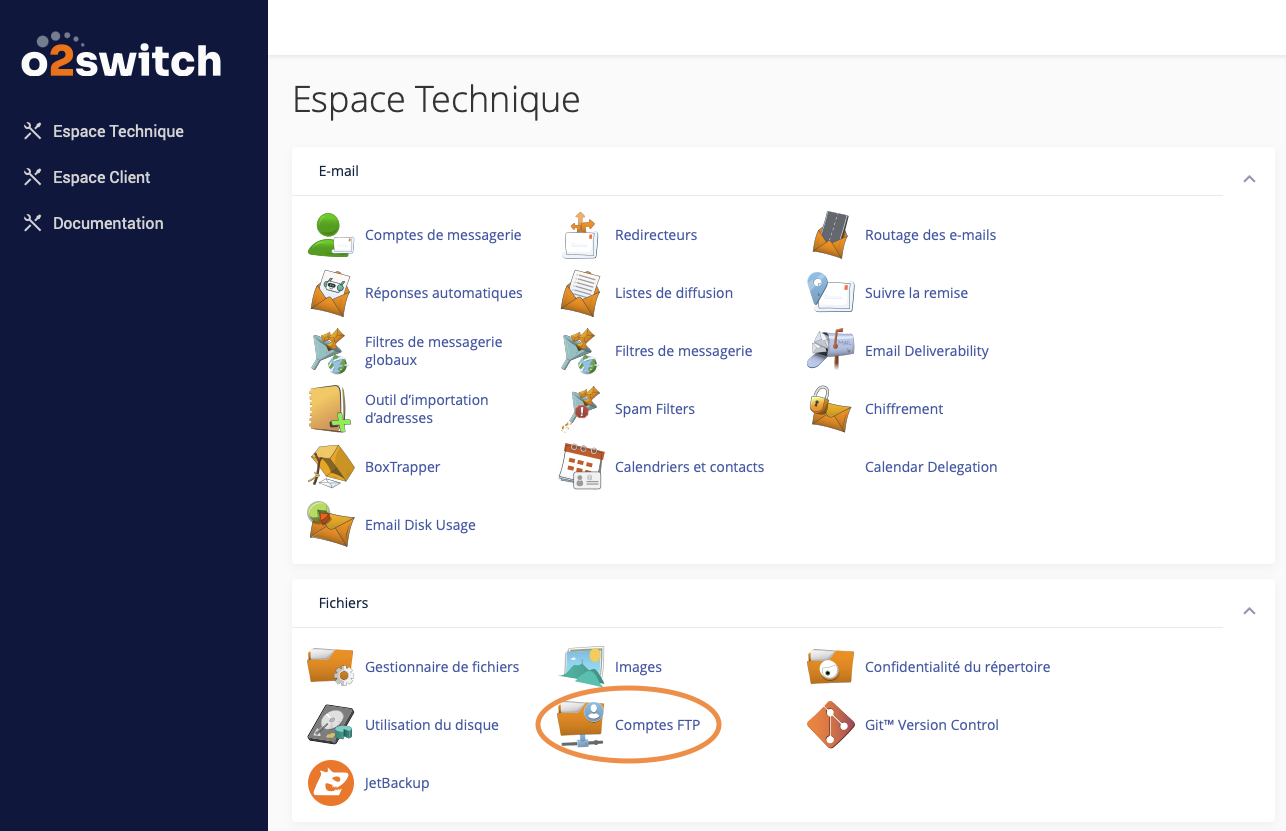 o2switch
Espace Technique
Espace Client
Documentation
Espace Technique
E-mail
Comptes de messagerie
Redirecteurs
Routage des e-mails
Réponses automatiques
Listes de diffusion
Suivre la remise
Filtres de messagerie
globaux
Filtres de messagerie
Email Deliverability
Outil d’importation
d’adresses
Spam Filters
Chiffrement
BoxTrapper
Calendriers et contacts
Calendar Delegation
Email Disk Usage
Fichiers
Gestionnaire de fichiers
Images
Confidentialité du répertoire
Utilisation du disque
Comptes FTP
Git™ Version Control
JetBackup